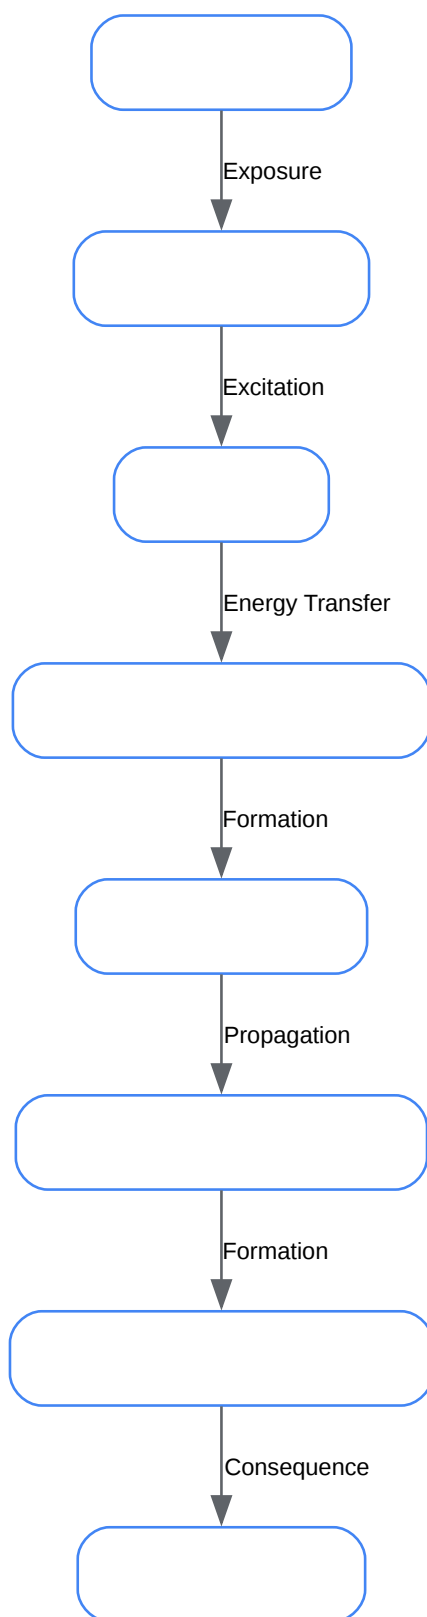 Exposure
Excitation
Energy Transfer
Formation
Propagation
Formation
Consequence